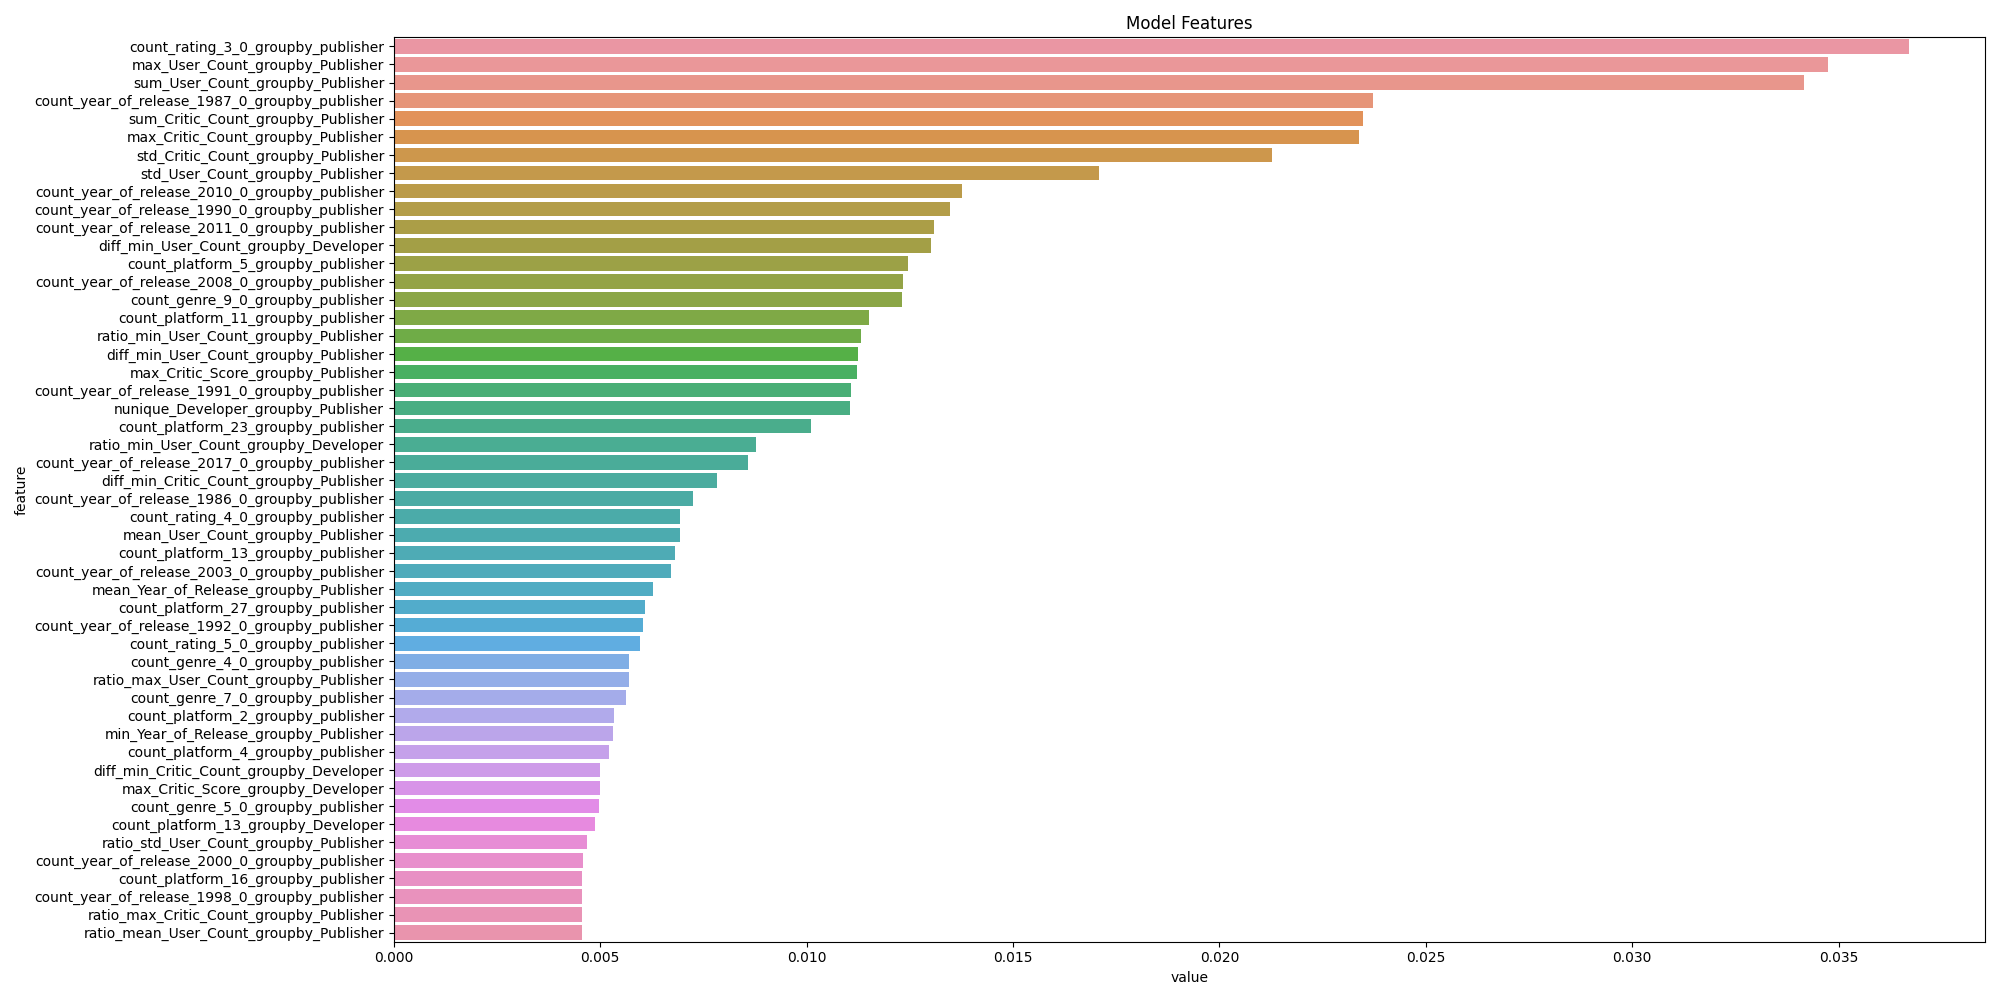 Model Features
count_rating_3_0_groupby_publisher
max_User_Count_groupby_Publisher
sum_User_Count_groupby_Publisher
count_year_of_release_1987_0_groupby_publisher
sum_Critic_Count_groupby_Publisher
max_Critic_Count_groupby_Publisher
std_Critic_Count_groupby_Publisher
std_User_Count_groupby_Publisher
count_year_of_release_2010_0_groupby_publisher
count_year_of_release_1990_0_groupby_publisher
count_year_of_release_2011_0_groupby_publisher
diff_min_User_Count_groupby_Developer
count_platform_5_groupby_publisher
count_year_of_release_2008_0_groupby_publisher
count_genre_9_0_groupby_publisher
count_platform_11_groupby_publisher
ratio_min_User_Count_groupby_Publisher
diff_min_User_Count_groupby_Publisher
max_Critic_Score_groupby_Publisher
count_year_of_release_1991_0_groupby_publisher
nunique_Developer_groupby_Publisher
count_platform_23_groupby_publisher
ratio_min_User_Count_groupby_Developer
count_year_of_release_2017_0_groupby_publisher
diff_min_Critic_Count_groupby_Publisher
count_year_of_release_1986_0_groupby_publisher
count_rating_4_0_groupby_publisher
mean_User_Count_groupby_Publisher
count_platform_13_groupby_publisher
count_year_of_release_2003_0_groupby_publisher
mean_Year_of_Release_groupby_Publisher
count_platform_27_groupby_publisher
count_year_of_release_1992_0_groupby_publisher
count_rating_5_0_groupby_publisher
count_genre_4_0_groupby_publisher
ratio_max_User_Count_groupby_Publisher
count_genre_7_0_groupby_publisher
count_platform_2_groupby_publisher
min_Year_of_Release_groupby_Publisher
count_platform_4_groupby_publisher
diff_min_Critic_Count_groupby_Developer
max_Critic_Score_groupby_Developer
count_genre_5_0_groupby_publisher
count_platform_13_groupby_Developer
ratio_std_User_Count_groupby_Publisher
count_year_of_release_2000_0_groupby_publisher
count_platform_16_groupby_publisher
count_year_of_release_1998_0_groupby_publisher
ratio_max_Critic_Count_groupby_Publisher
ratio_mean_User_Count_groupby_Publisher
feature
0.000 0.005 0.010 0.015 0.020 0.025 0.030 0.035
value